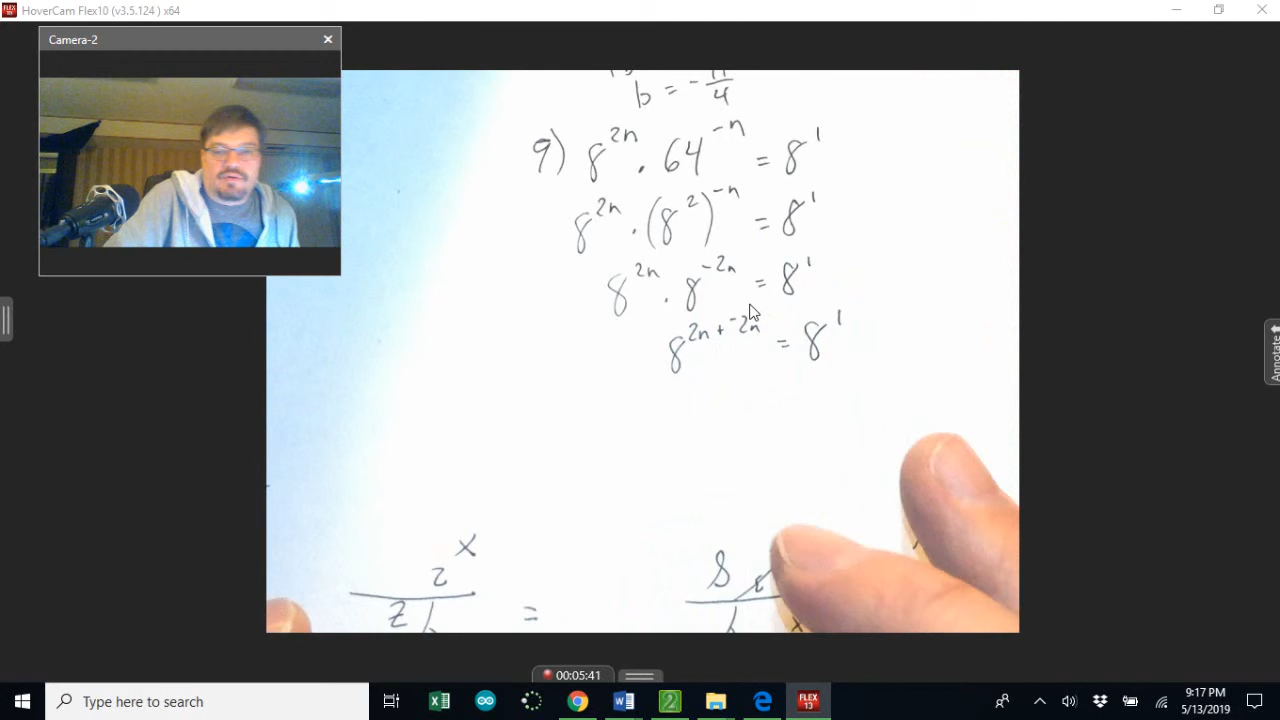 HoverCam Flex10 (v3.5.124 ) x64
Camera-2
b = - 11/4
9) 8^2n · 64^-n = 8^1
8^2n · (8^2)^-n = 8^1
8^2n · 8^-2n = 8^1
8^2n + -2n = 8^1
Annotate
x
=
00:05:41
Type here to search
FLEX 10
9:17 PM
5/13/2019